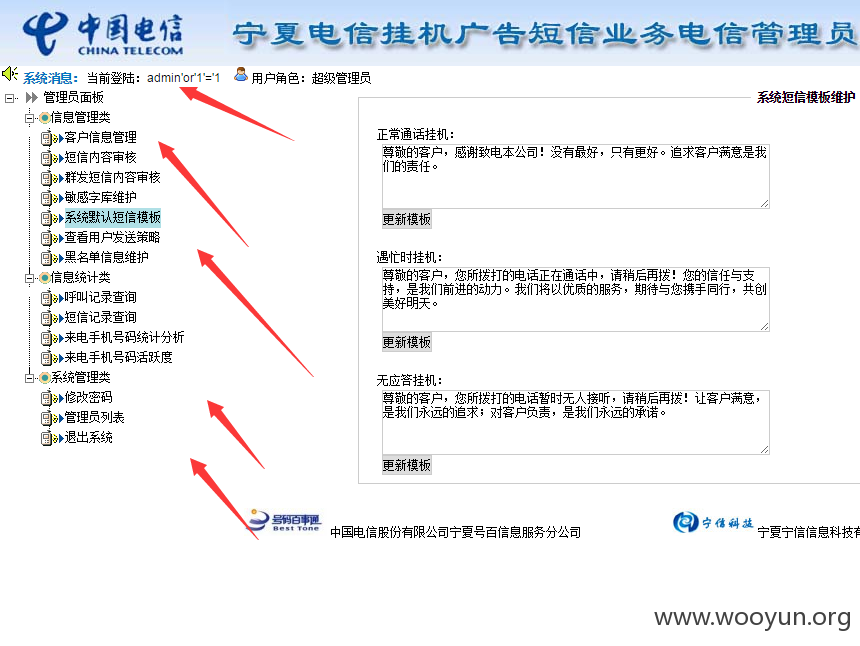 中国电信
CHINA TELECOM
宁夏电信挂机广告短信业务电信管理员
系统消息： 当前登陆： admin'or'1'='1 用户角色：超级管理员
管理员面板
信息管理类
客户信息管理
短信内容审核
群发短信内容审核
敏感字库维护
系统默认短信模板
查看用户发送策略
黑名单信息维护
信息统计类
呼叫记录查询
短信记录查询
来电手机号码统计分析
来电手机号码活跃度
系统管理类
修改密码
管理员列表
退出系统
系统短信模板维护
正常通话挂机：
尊敬的客户，感谢致电本公司！没有最好，只有更好。追求客户满意是我
们的责任。
更新模板
遇忙时挂机：
尊敬的客户，您所拨打的电话正在通话中，请稍后再拨！您的信任与支
持，是我们前进的动力。我们将以优质的服务，期待与您携手同行，共创
美好明天。
更新模板
无应答挂机：
尊敬的客户，您所拨打的电话暂时无人接听，请稍后再拨！让客户满意，
是我们永远的追求；对客户负责，是我们永远的承诺。
更新模板
号码百事通
Best Tone
中国电信股份有限公司宁夏号百信息服务分公司
宁信科技
宁夏宁信信息科技有
www.wooyun.org